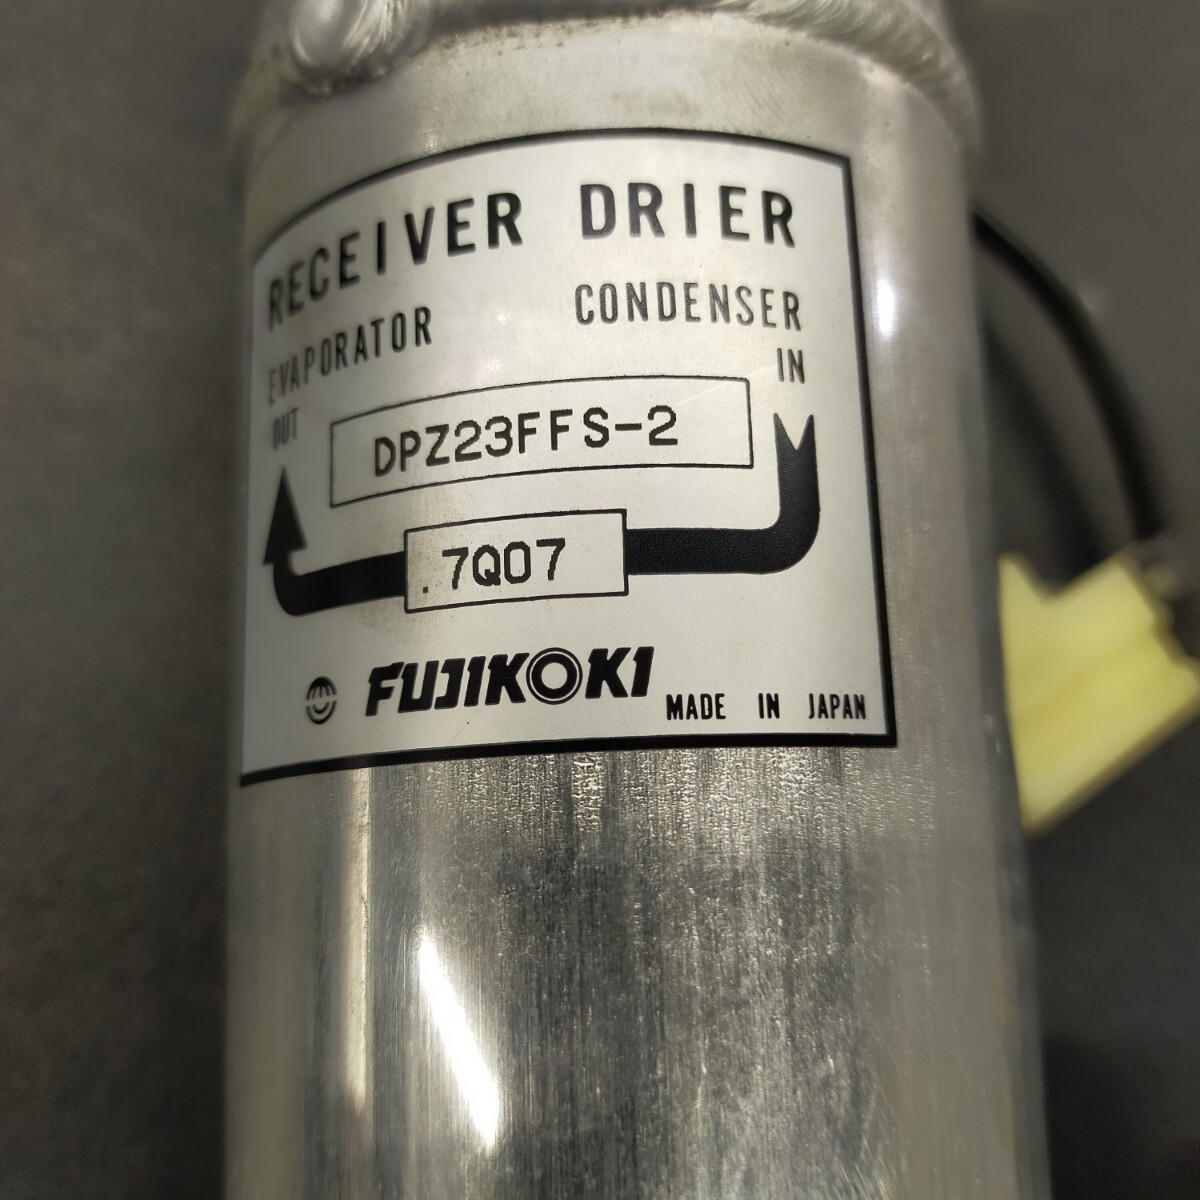 RECEIVER DRIER
EVAPORATOR CONDENSER
OUT IN
DPZ23FFS-2
.7Q07
FUJIKOKI MADE IN JAPAN